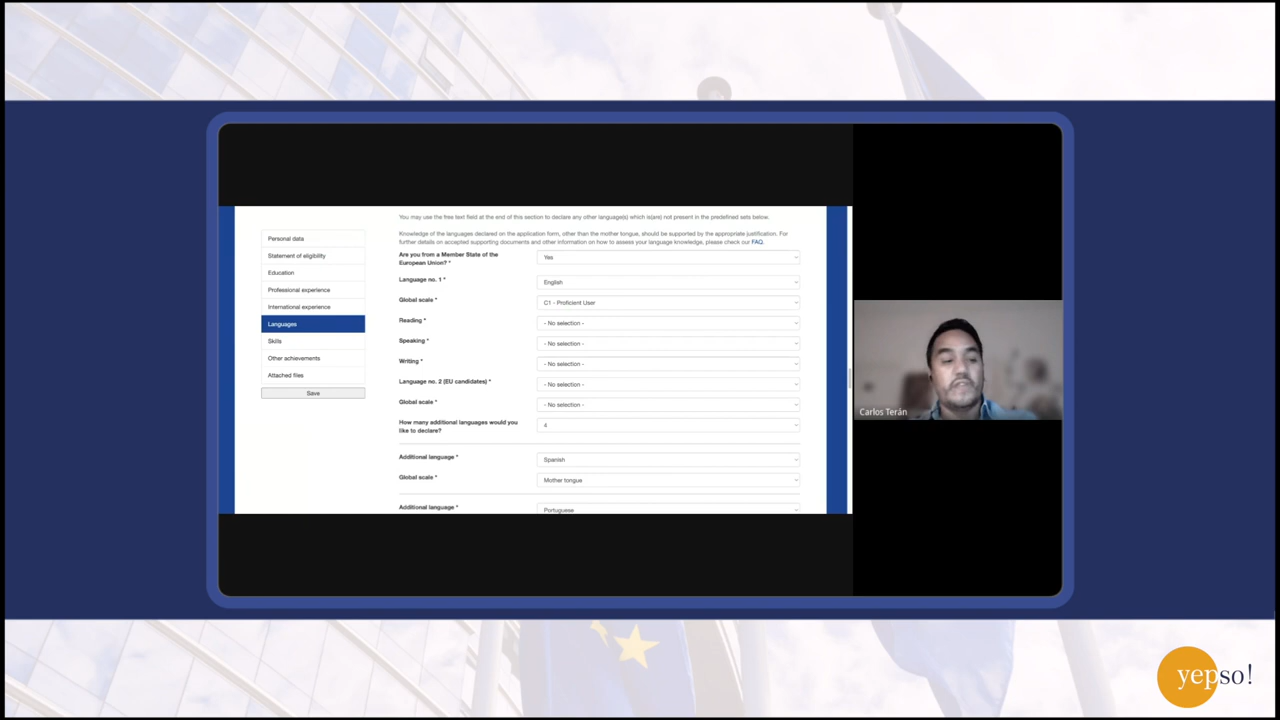 You may use the free text field at the end of this section to declare any other language(s) which is(are) not present in the predefined sets below.
Knowledge of the languages declared on the application form, other than the mother tongue, should be supported by the appropriate justification. For
further details on accepted supporting documents and other information on how to assess your language knowledge, please check our FAQ.
Personal data
Statement of eligibility
Education
Professional experience
International experience
Languages
Skills
Other achievements
Attached files
Save
Are you from a Member State of the
European Union? *
Yes
Language no. 1 *
English
Global scale *
C1 - Proficient User
Reading *
- No selection -
Speaking *
- No selection -
Writing *
- No selection -
Language no. 2 (EU candidates) *
- No selection -
Global scale *
- No selection -
How many additional languages would you
like to declare?
4
Additional language *
Spanish
Global scale *
Mother tongue
Additional language *
Portuguese
Carlos Terán
yepso!